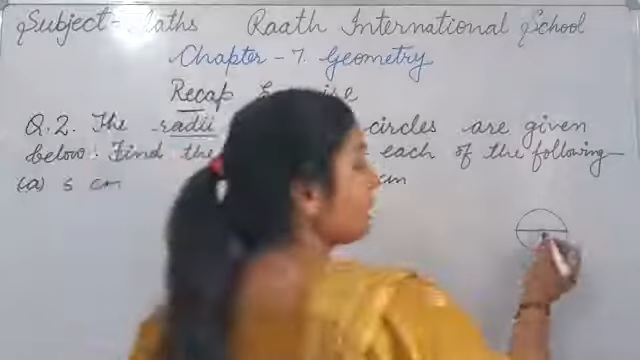 Subject - Maths Raath International School
Chapter - 7. Geometry
Recap
Q.2. The radii circles are given
below. Find the each of the following
(a) 5 cm cm